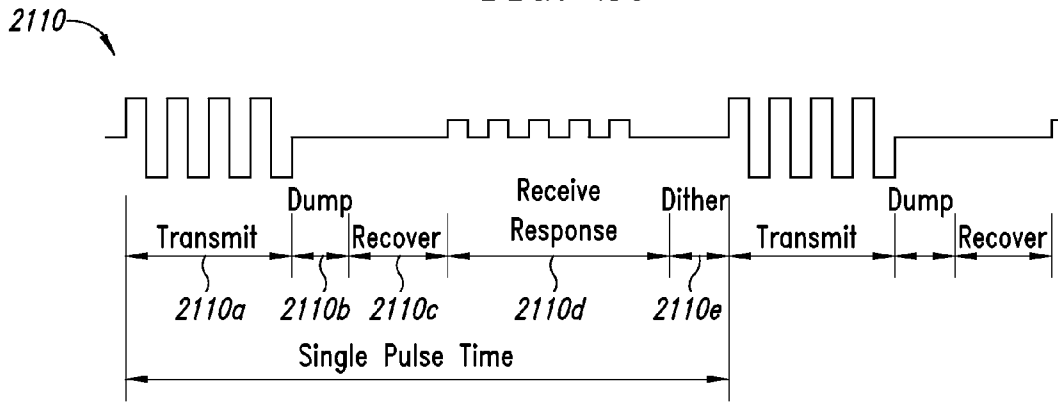 2110
Dump
Receive
Dither
Dump
Transmit
Recover
Response
Transmit
Recover
2110a
2110b
2110c
2110d
2110e
Single Pulse Time